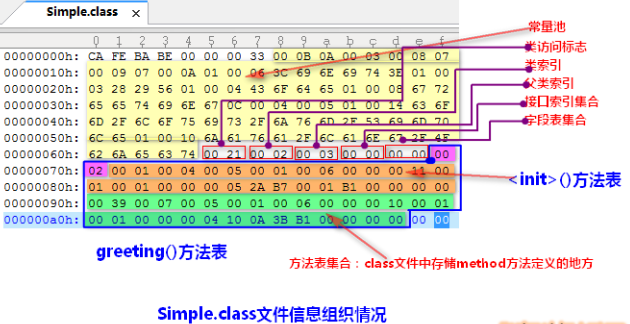 Simple.class ×
0 1 2 3 4 5 6 7 8 9 a b c d e f
常量池
00000000h: CA FE BA BE 00 00 00 33 00 0B 0A 00 03 00 08 07
类访问标志
00000010h: 00 09 07 00 0A 01 00 06 3C 69 6E 69 74 3E 01 00
类索引
00000020h: 03 28 29 56 01 00 04 43 6F 64 65 01 00 08 67 72
父类索引
00000030h: 65 65 74 69 6E 67 0C 00 04 00 05 01 00 14 63 6F
接口索引集合
00000040h: 6D 2F 6C 6F 75 69 73 2F 6A 76 6D 2F 53 69 6D 70
字段表集合
00000050h: 6C 65 01 00 10 6A 61 76 61 2F 6C 61 6E 67 2F 4F
00000060h: 62 6A 65 63 74 00 21 00 02 00 03 00 00 00 00 00
00000070h: 02 00 01 00 04 00 05 00 01 00 06 00 00 00 11 00
<init>()方法表
00000080h: 01 00 01 00 00 00 05 2A B7 00 01 B1 00 00 00 00
00000090h: 00 39 00 07 00 05 00 01 00 06 00 00 00 10 00 01
000000a0h: 00 01 00 00 00 04 10 0A 3B B1 00 00 00 00 00 00
greeting()方法表
方法表集合：class文件中存储method方法定义的地方
Simple.class文件信息组织情况